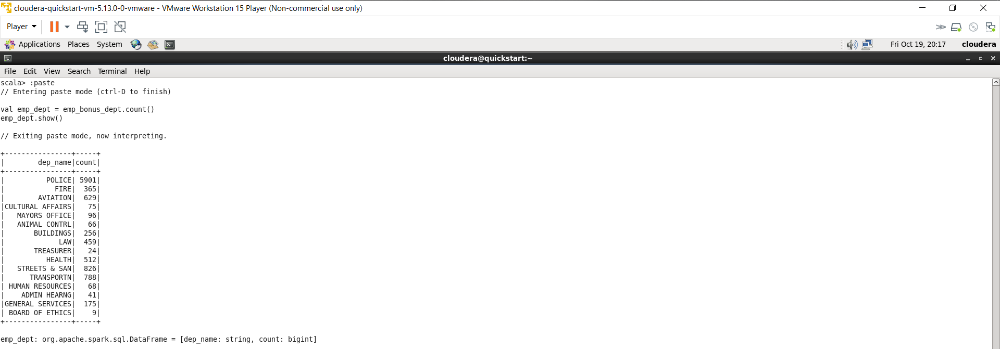 cloudera-quickstart-vm-5.13.0-0-vmware - VMware Workstation 15 Player (Non-commercial use only)
Player
Applications Places System Fri Oct 19, 20:17 cloudera
cloudera@quickstart:~
File Edit View Search Terminal Help
scala> :paste
// Entering paste mode (ctrl-D to finish)
val emp_dept = emp_bonus_dept.count()
emp_dept.show()
// Exiting paste mode, now interpreting.
+----------------+-----+
|        dep_name|count|
+----------------+-----+
|          POLICE| 5901|
|            FIRE|  365|
|        AVIATION|  629|
|CULTURAL AFFAIRS|   75|
|   MAYORS OFFICE|   96|
|   ANIMAL CONTRL|   66|
|       BUILDINGS|  256|
|             LAW|  459|
|       TREASURER|   24|
|          HEALTH|  512|
|   STREETS & SAN|  826|
|      TRANSPORTN|  788|
| HUMAN RESOURCES|   68|
|    ADMIN HEARNG|   41|
|GENERAL SERVICES|  175|
| BOARD OF ETHICS|    9|
+----------------+-----+
emp_dept: org.apache.spark.sql.DataFrame = [dep_name: string, count: bigint]